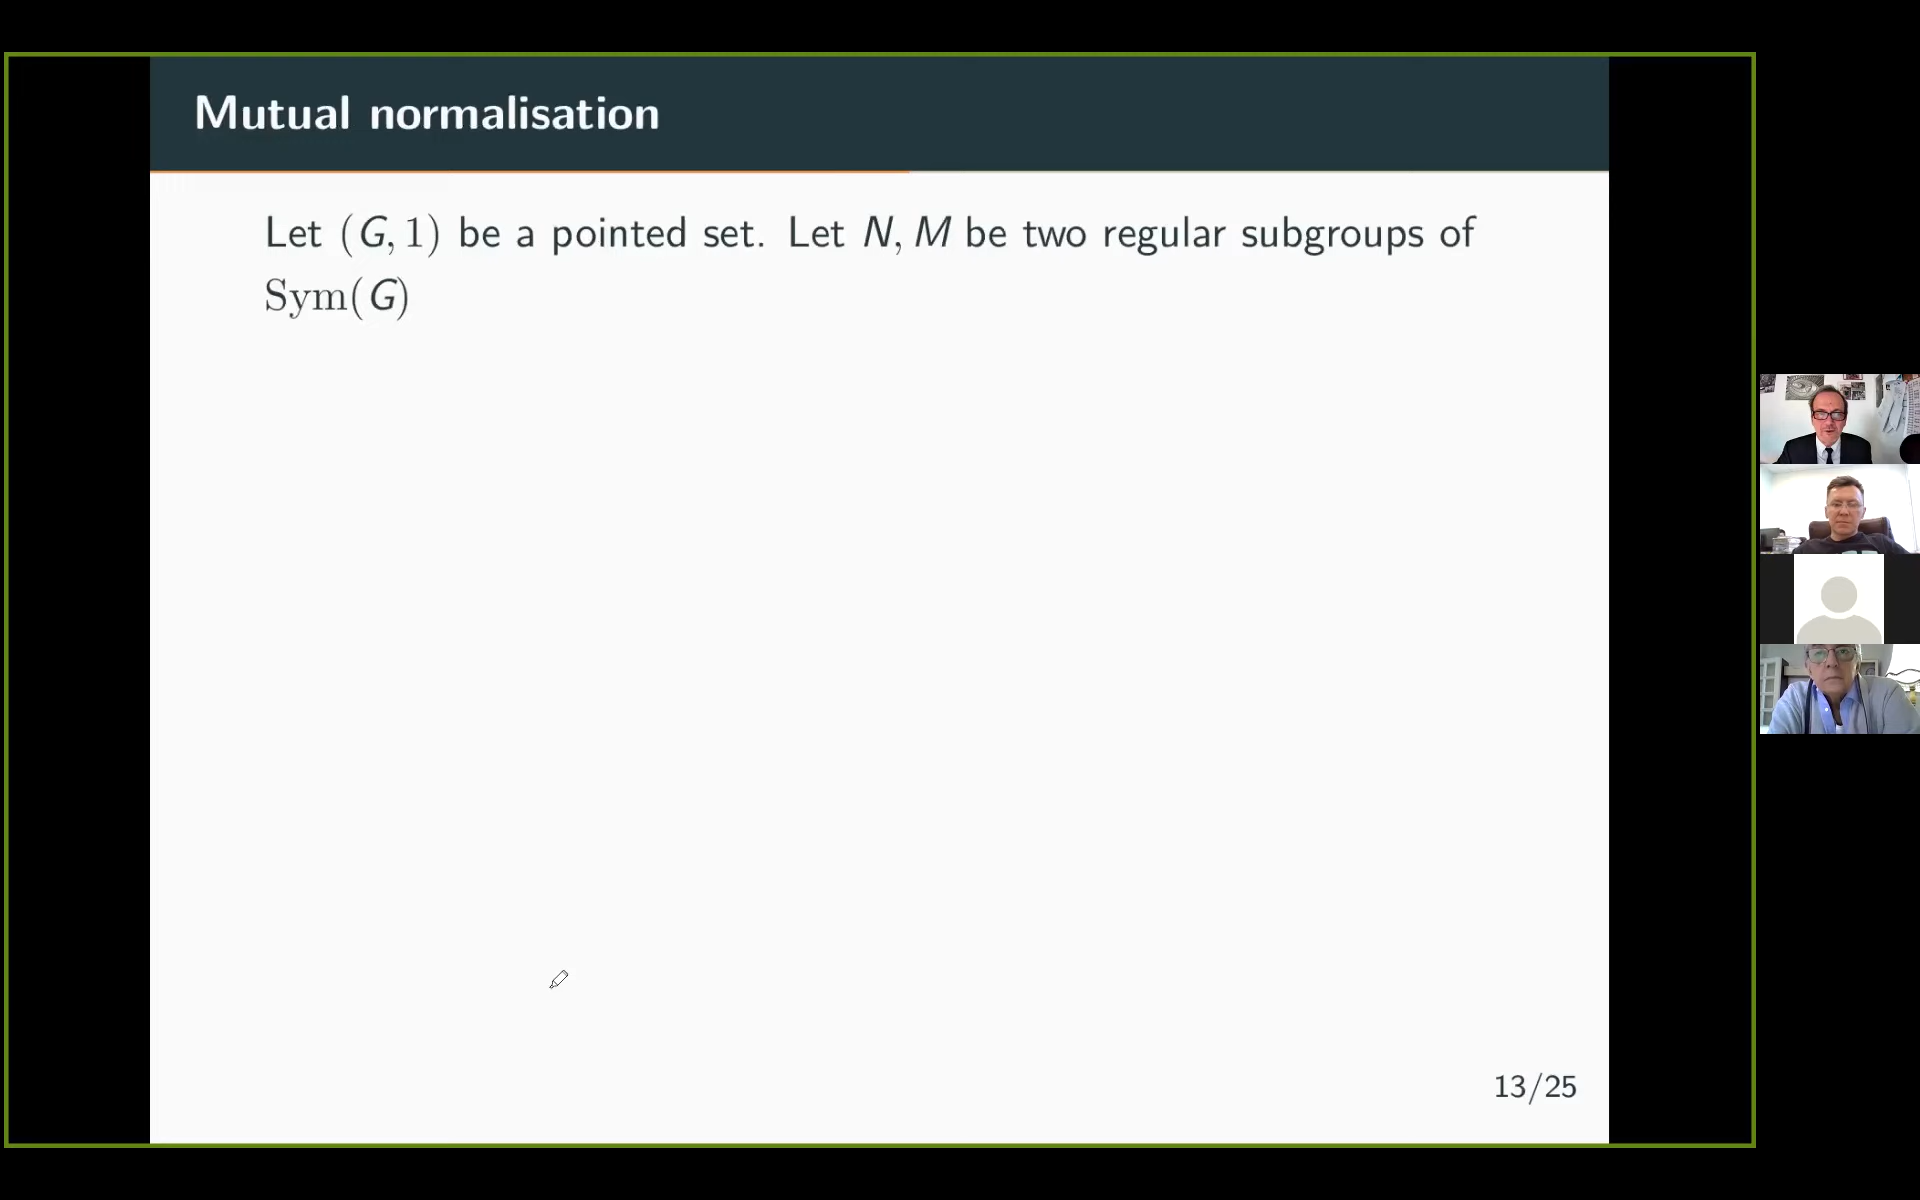 Mutual normalisation
Let (G, 1) be a pointed set. Let N, M be two regular subgroups of
Sym(G)
13/25